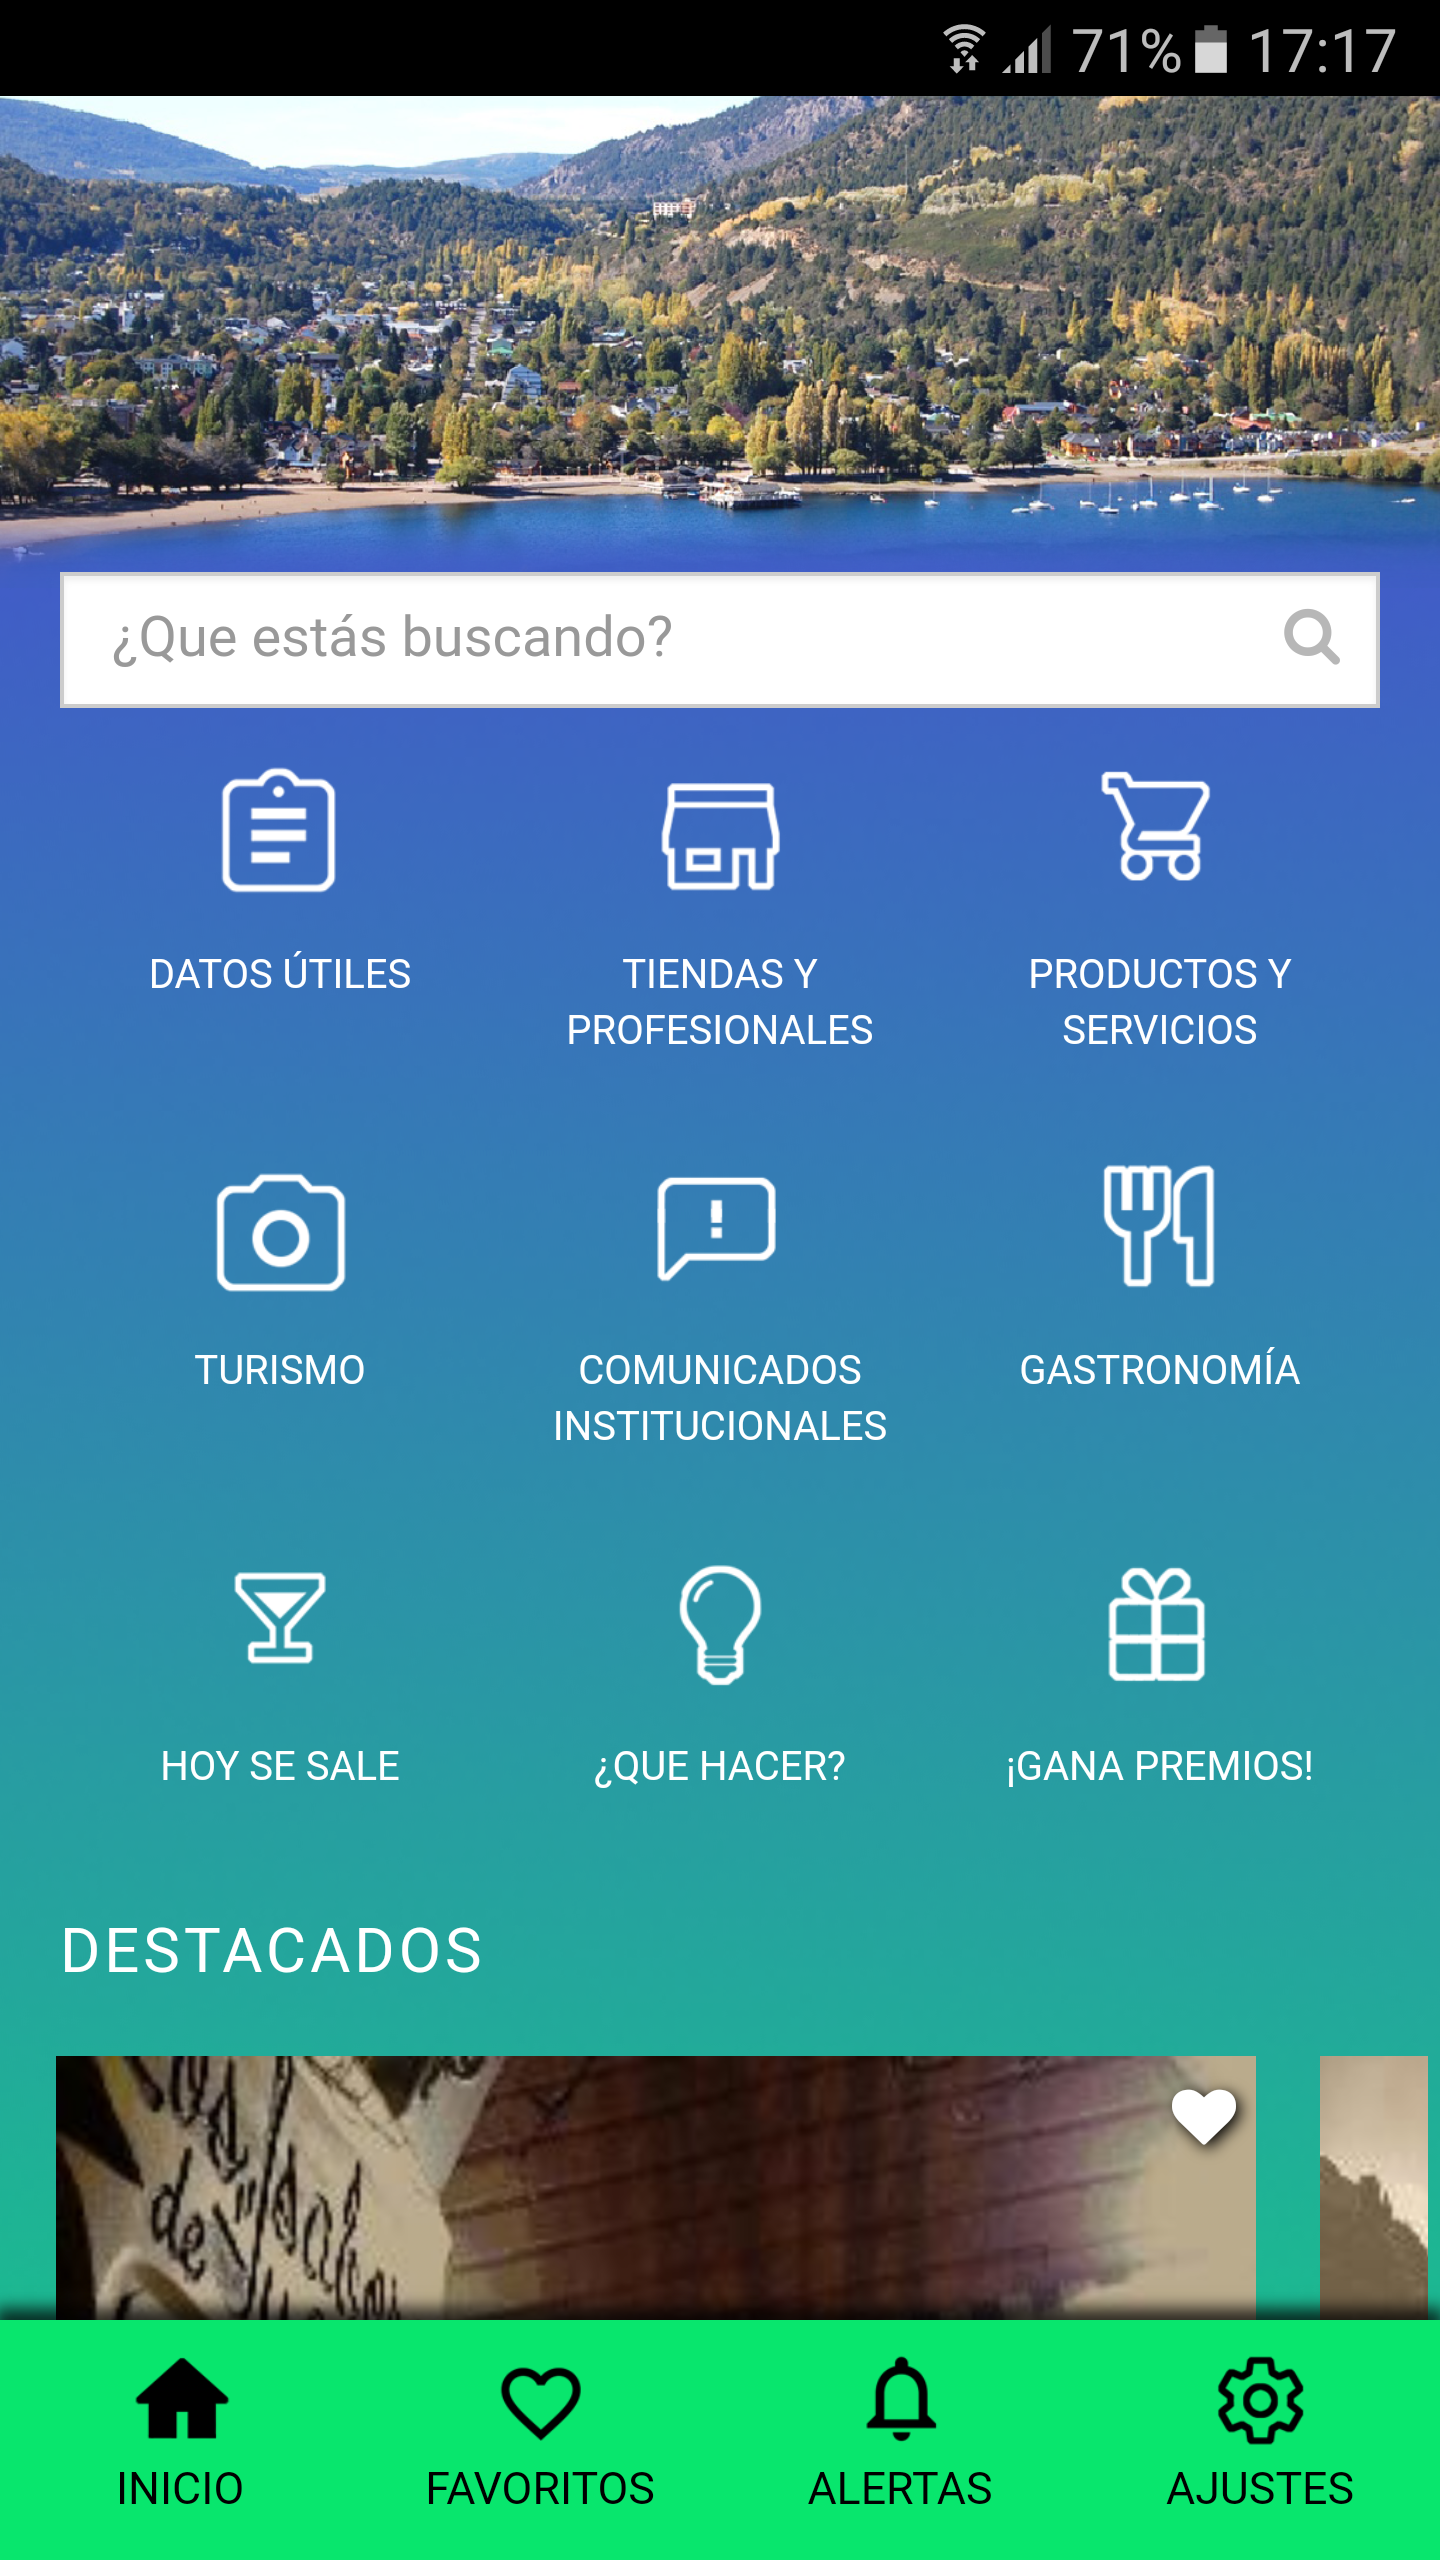 71% 17:17
¿Que estás buscando?
DATOS ÚTILES
TIENDAS Y
PROFESIONALES
PRODUCTOS Y
SERVICIOS
TURISMO
COMUNICADOS
INSTITUCIONALES
GASTRONOMÍA
HOY SE SALE
¿QUE HACER?
¡GANA PREMIOS!
DESTACADOS
INICIO
FAVORITOS
ALERTAS
AJUSTES